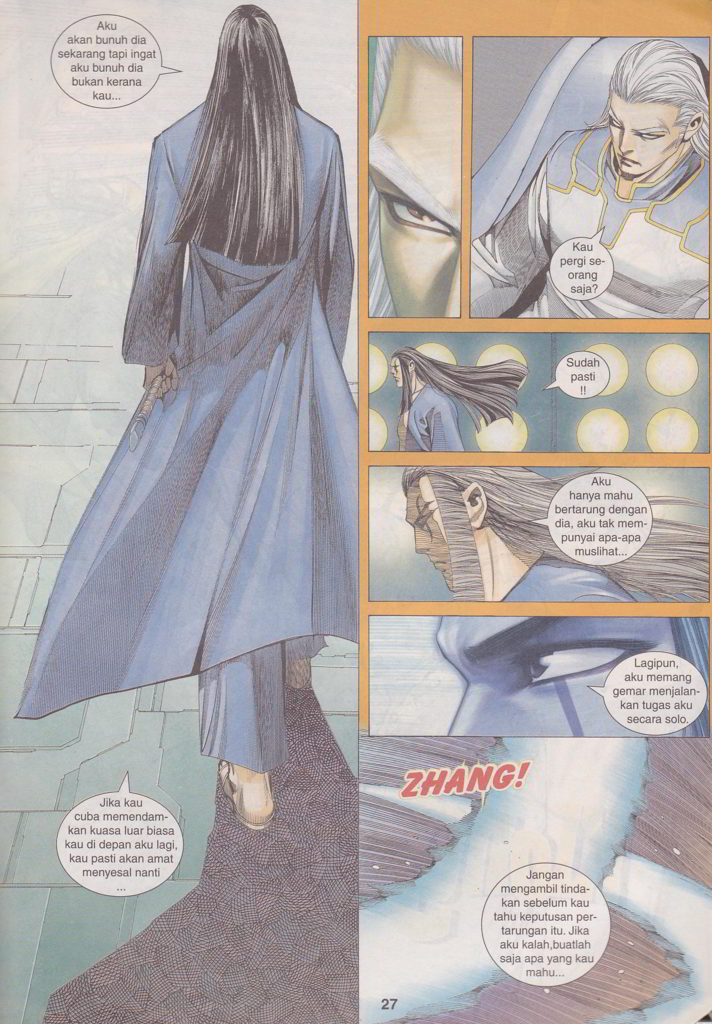 Aku
akan bunuh dia
sekarang tapi ingat
aku bunuh dia
bukan kerana
kau...
Jika kau
cuba memendam-
kan kuasa luar biasa
kau di depan aku lagi,
kau pasti akan amat
menyesal nanti
...
Kau
pergi se-
orang
saja?
Sudah
pasti
!!
Aku
hanya mahu
bertarung dengan
dia, aku tak mem-
punyai apa-apa
muslihat...
Lagipun,
aku memang
gemar menjalan-
kan tugas aku
secara solo.
ZHANG!
Jangan
mengambil tinda-
kan sebelum kau
tahu keputusan per-
tarungan itu. Jika
aku kalah,buatlah
saja apa yang kau
mahu...
27